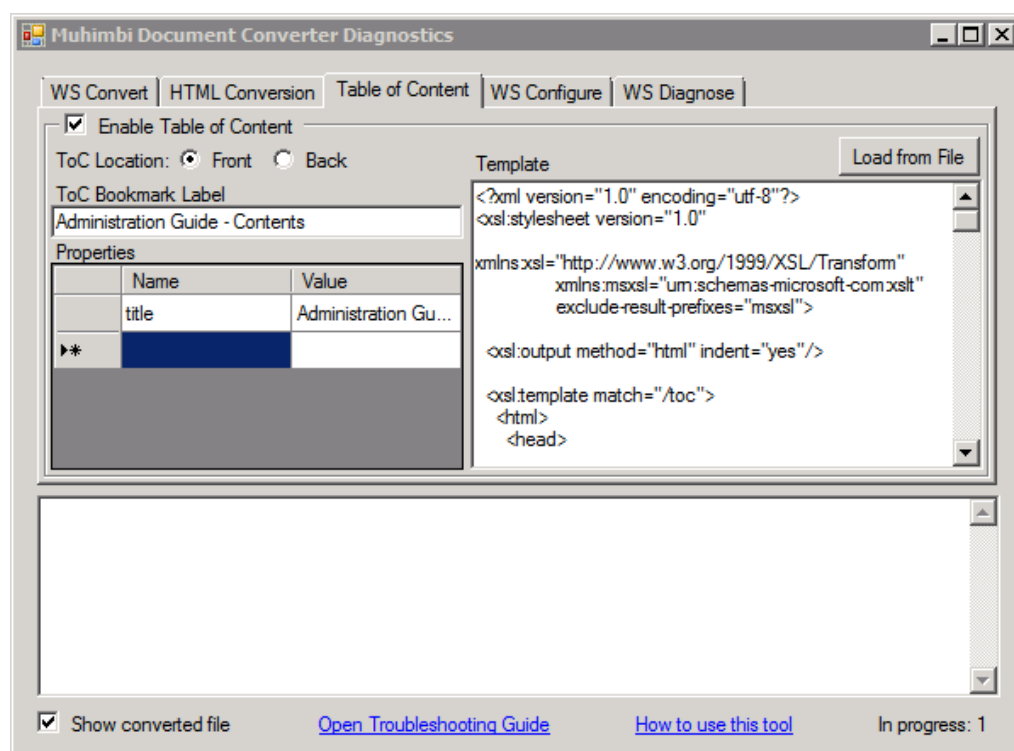 Muhimbi Document Converter Diagnostics
WS Convert HTML Conversion Table of Content WS Configure WS Diagnose
Enable Table of Content
ToC Location: Front Back
ToC Bookmark Label
Administration Guide - Contents
Properties
Name Value
title Administration Gu...
Template
Load from File
<?xml version="1.0" encoding="utf-8"?>
<xsl:stylesheet version="1.0"
xmlns:xsl="http://www.w3.org/1999/XSL/Transform"
xmlns:msxsl="urn:schemas-microsoft-com:xslt"
exclude-result-prefixes="msxsl">
<xsl:output method="html" indent="yes"/>
<xsl:template match="/toc">
<html>
<head>
Show converted file Open Troubleshooting Guide How to use this tool In progress: 1